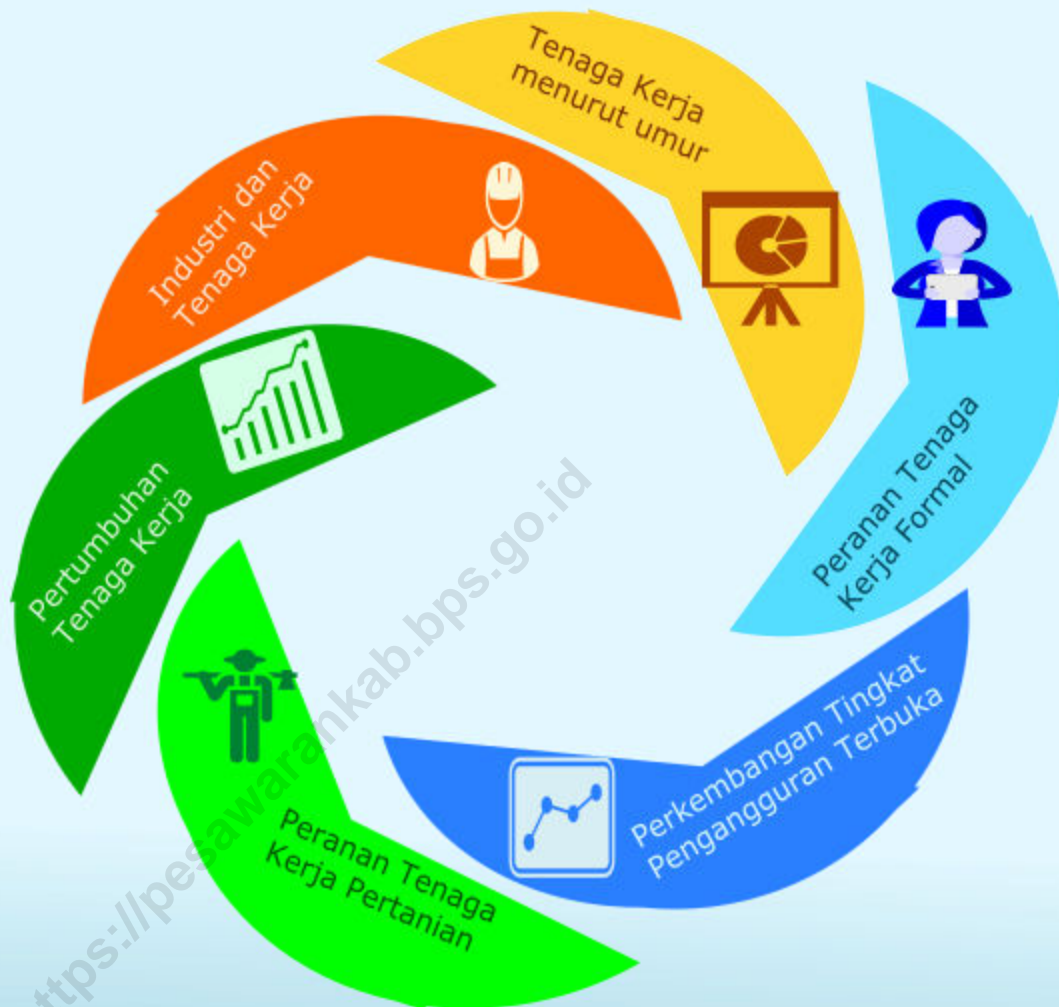 Tenaga Kerja
menurut umur
Industri dan
Tenaga Kerja
Pertumbuhan
Tenaga Kerja
Peranan Tenaga
Kerja Formal
Perkembangan Tingkat
Pengangguran Terbuka
Peranan Tenaga
Kerja Pertanian
https://pesawarankab.bps.go.id